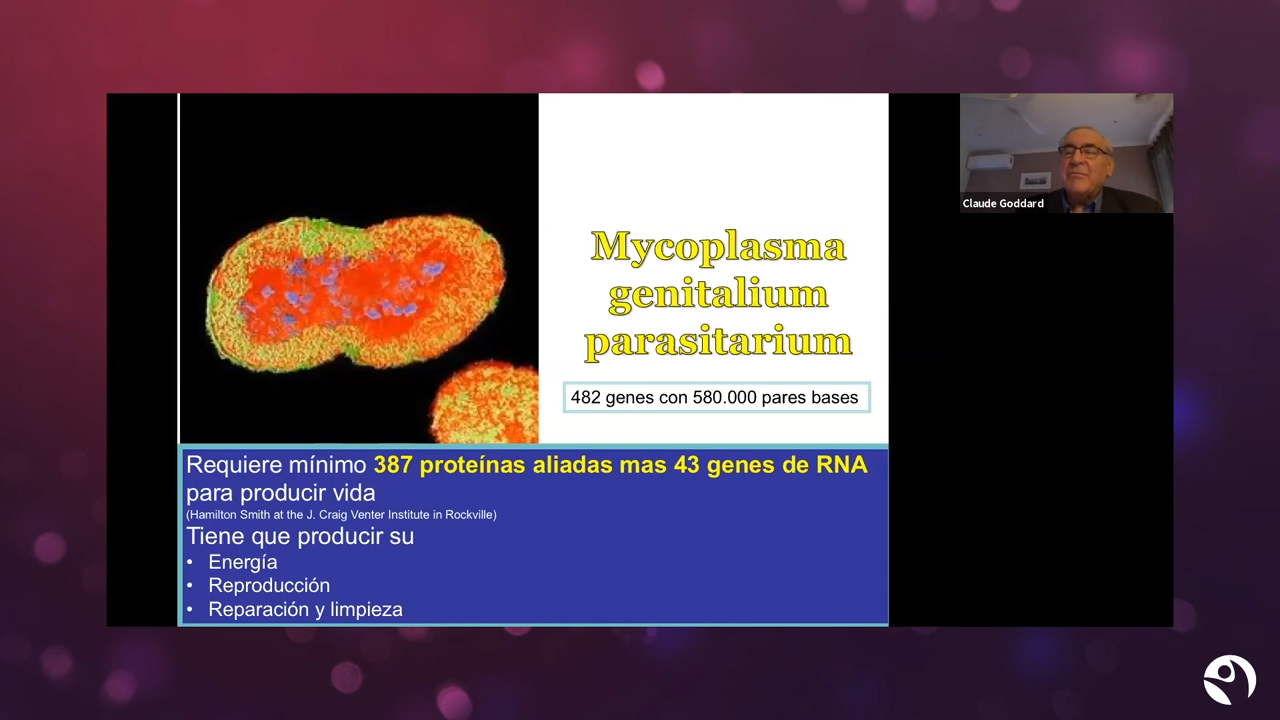 Mycoplasma
genitalium
parasitarium
482 genes con 580.000 pares bases
Requiere mínimo 387 proteínas aliadas mas 43 genes de RNA
para producir vida
(Hamilton Smith at the J. Craig Venter Institute in Rockville)
Tiene que producir su
• Energía
• Reproducción
• Reparación y limpieza
Claude Goddard